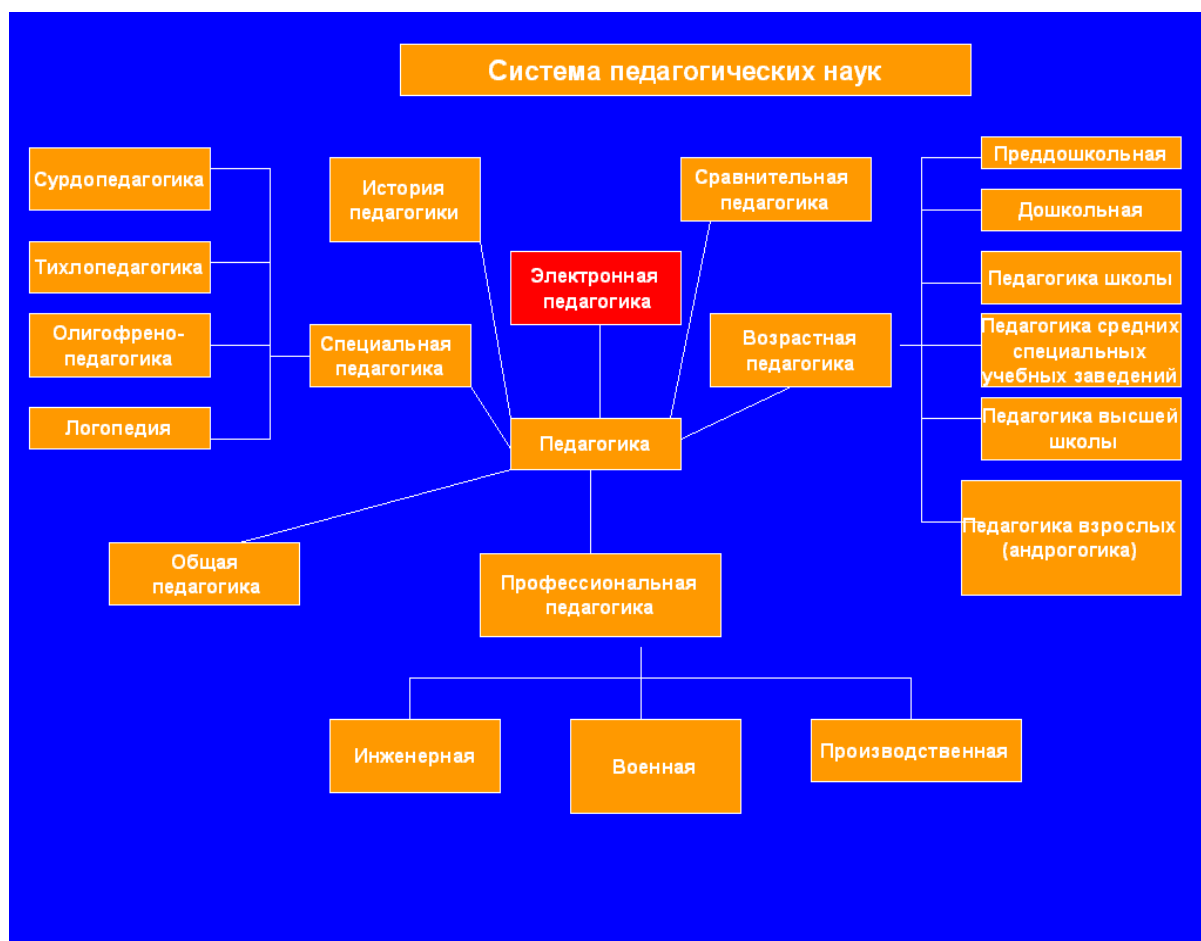 Система педагогических наук
Сурдопедагогика
Тихлопедагогика
Олигофрено-
педагогика
Логопедия
История
педагогики
Специальная
педагогика
Электронная
педагогика
Сравнительная
педагогика
Возрастная
педагогика
Преддошкольная
Дошкольная
Педагогика школы
Педагогика средних
специальных
учебных заведений
Педагогика высшей
школы
Педагогика взрослых
(андрогогика)
Педагогика
Общая
педагогика
Профессиональная
педагогика
Инженерная
Военная
Производственная